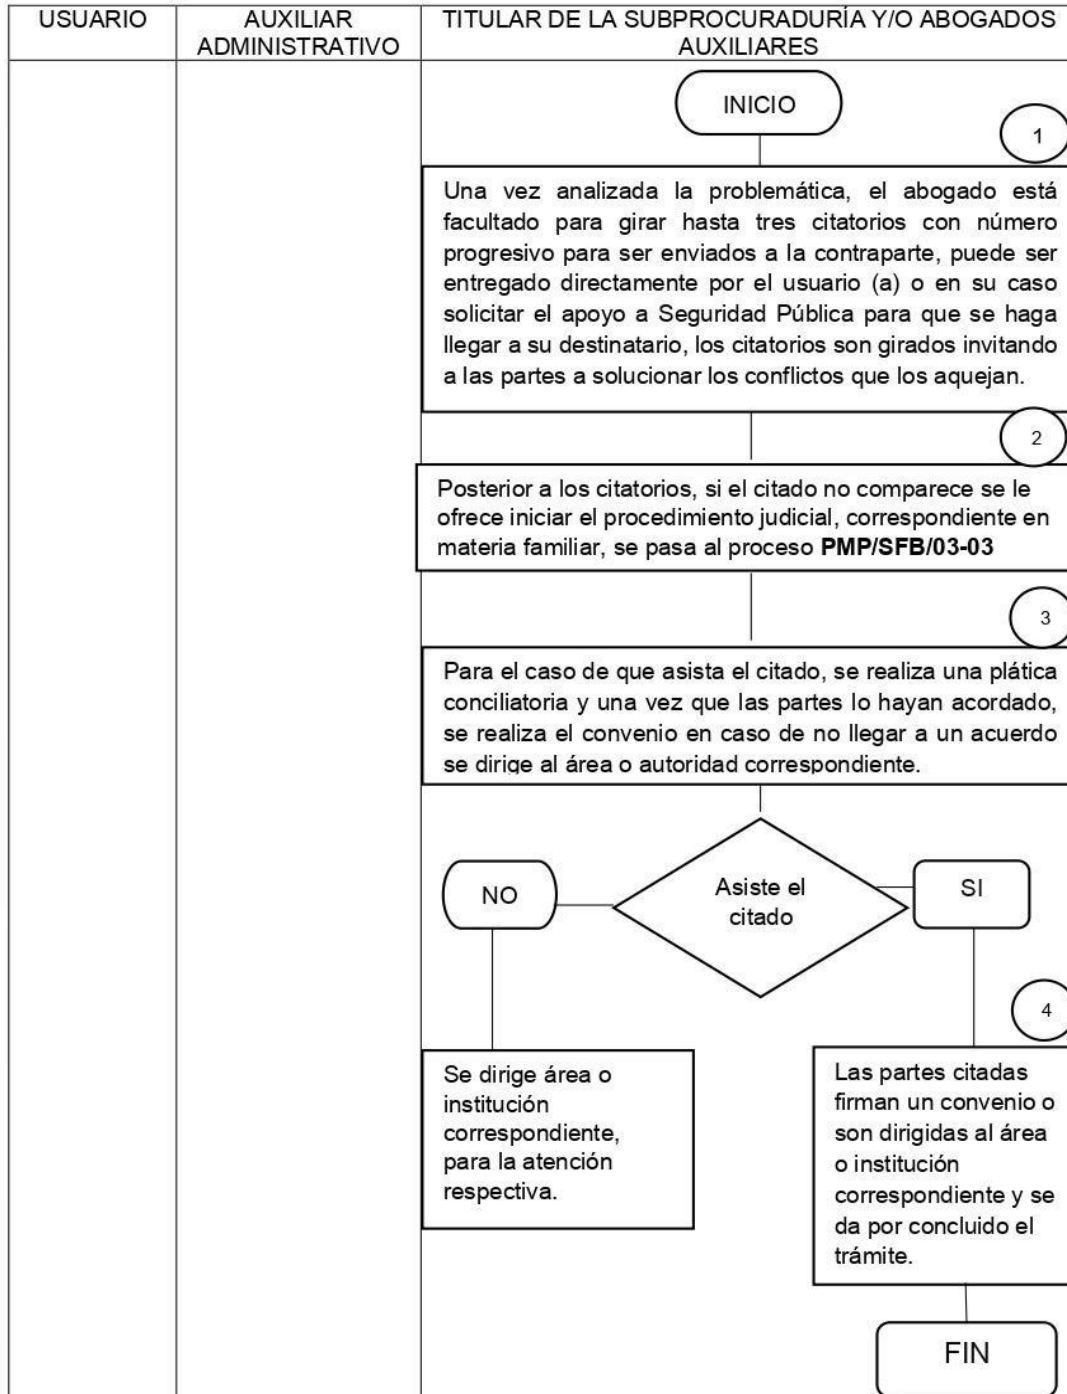 USUARIO
AUXILIAR
ADMINISTRATIVO
TITULAR DE LA SUBPROCURADURÍA Y/O ABOGADOS
AUXILIARES
INICIO
1
Una vez analizada la problemática, el abogado está
facultado para girar hasta tres citatorios con número
progresivo para ser enviados a la contraparte, puede ser
entregado directamente por el usuario (a) o en su caso
solicitar el apoyo a Seguridad Pública para que se haga
llegar a su destinatario, los citatorios son girados invitando
a las partes a solucionar los conflictos que los aquejan.
2
Posterior a los citatorios, si el citado no comparece se le
ofrece iniciar el procedimiento judicial, correspondiente en
materia familiar, se pasa al proceso PMP/SFB/03-03
3
Para el caso de que asista el citado, se realiza una plática
conciliatoria y una vez que las partes lo hayan acordado,
se realiza el convenio en caso de no llegar a un acuerdo
se dirige al área o autoridad correspondiente.
NO
Asiste el
citado
SI
4
Se dirige área o
institución
correspondiente,
para la atención
respectiva.
Las partes citadas
firman un convenio o
son dirigidas al área
o institución
correspondiente y se
da por concluido el
trámite.
FIN